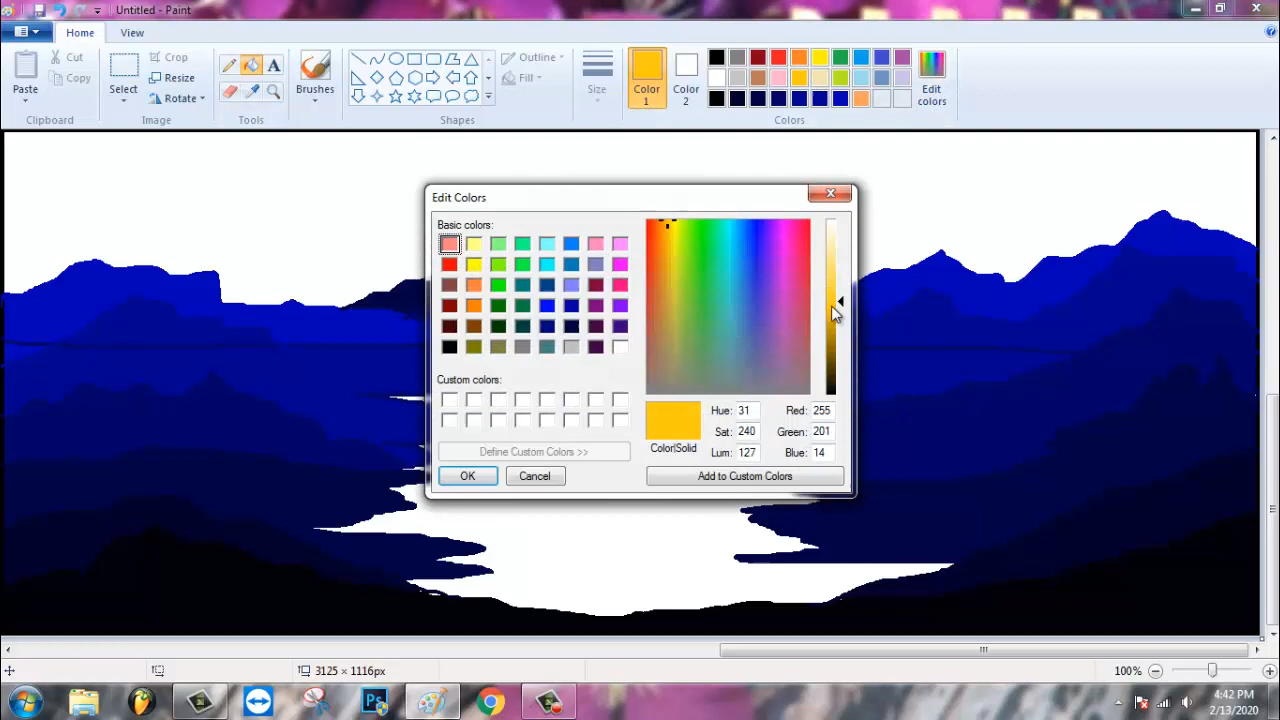 Untitled - Paint
Home
View
Paste
Cut
Copy
Clipboard
Select
Crop
Resize
Rotate
Image
A
Tools
Brushes
Outline
Fill
Shapes
Size
Color
1
Color
2
Edit
colors
Colors
Edit Colors
Basic colors:
Custom colors:
Define Custom Colors >>
OK
Cancel
Color|Solid
Hue: 31
Sat: 240
Lum: 127
Red: 255
Green: 201
Blue: 14
Add to Custom Colors
3125 × 1116px
100%
Ps
4:42 PM
2/13/2020